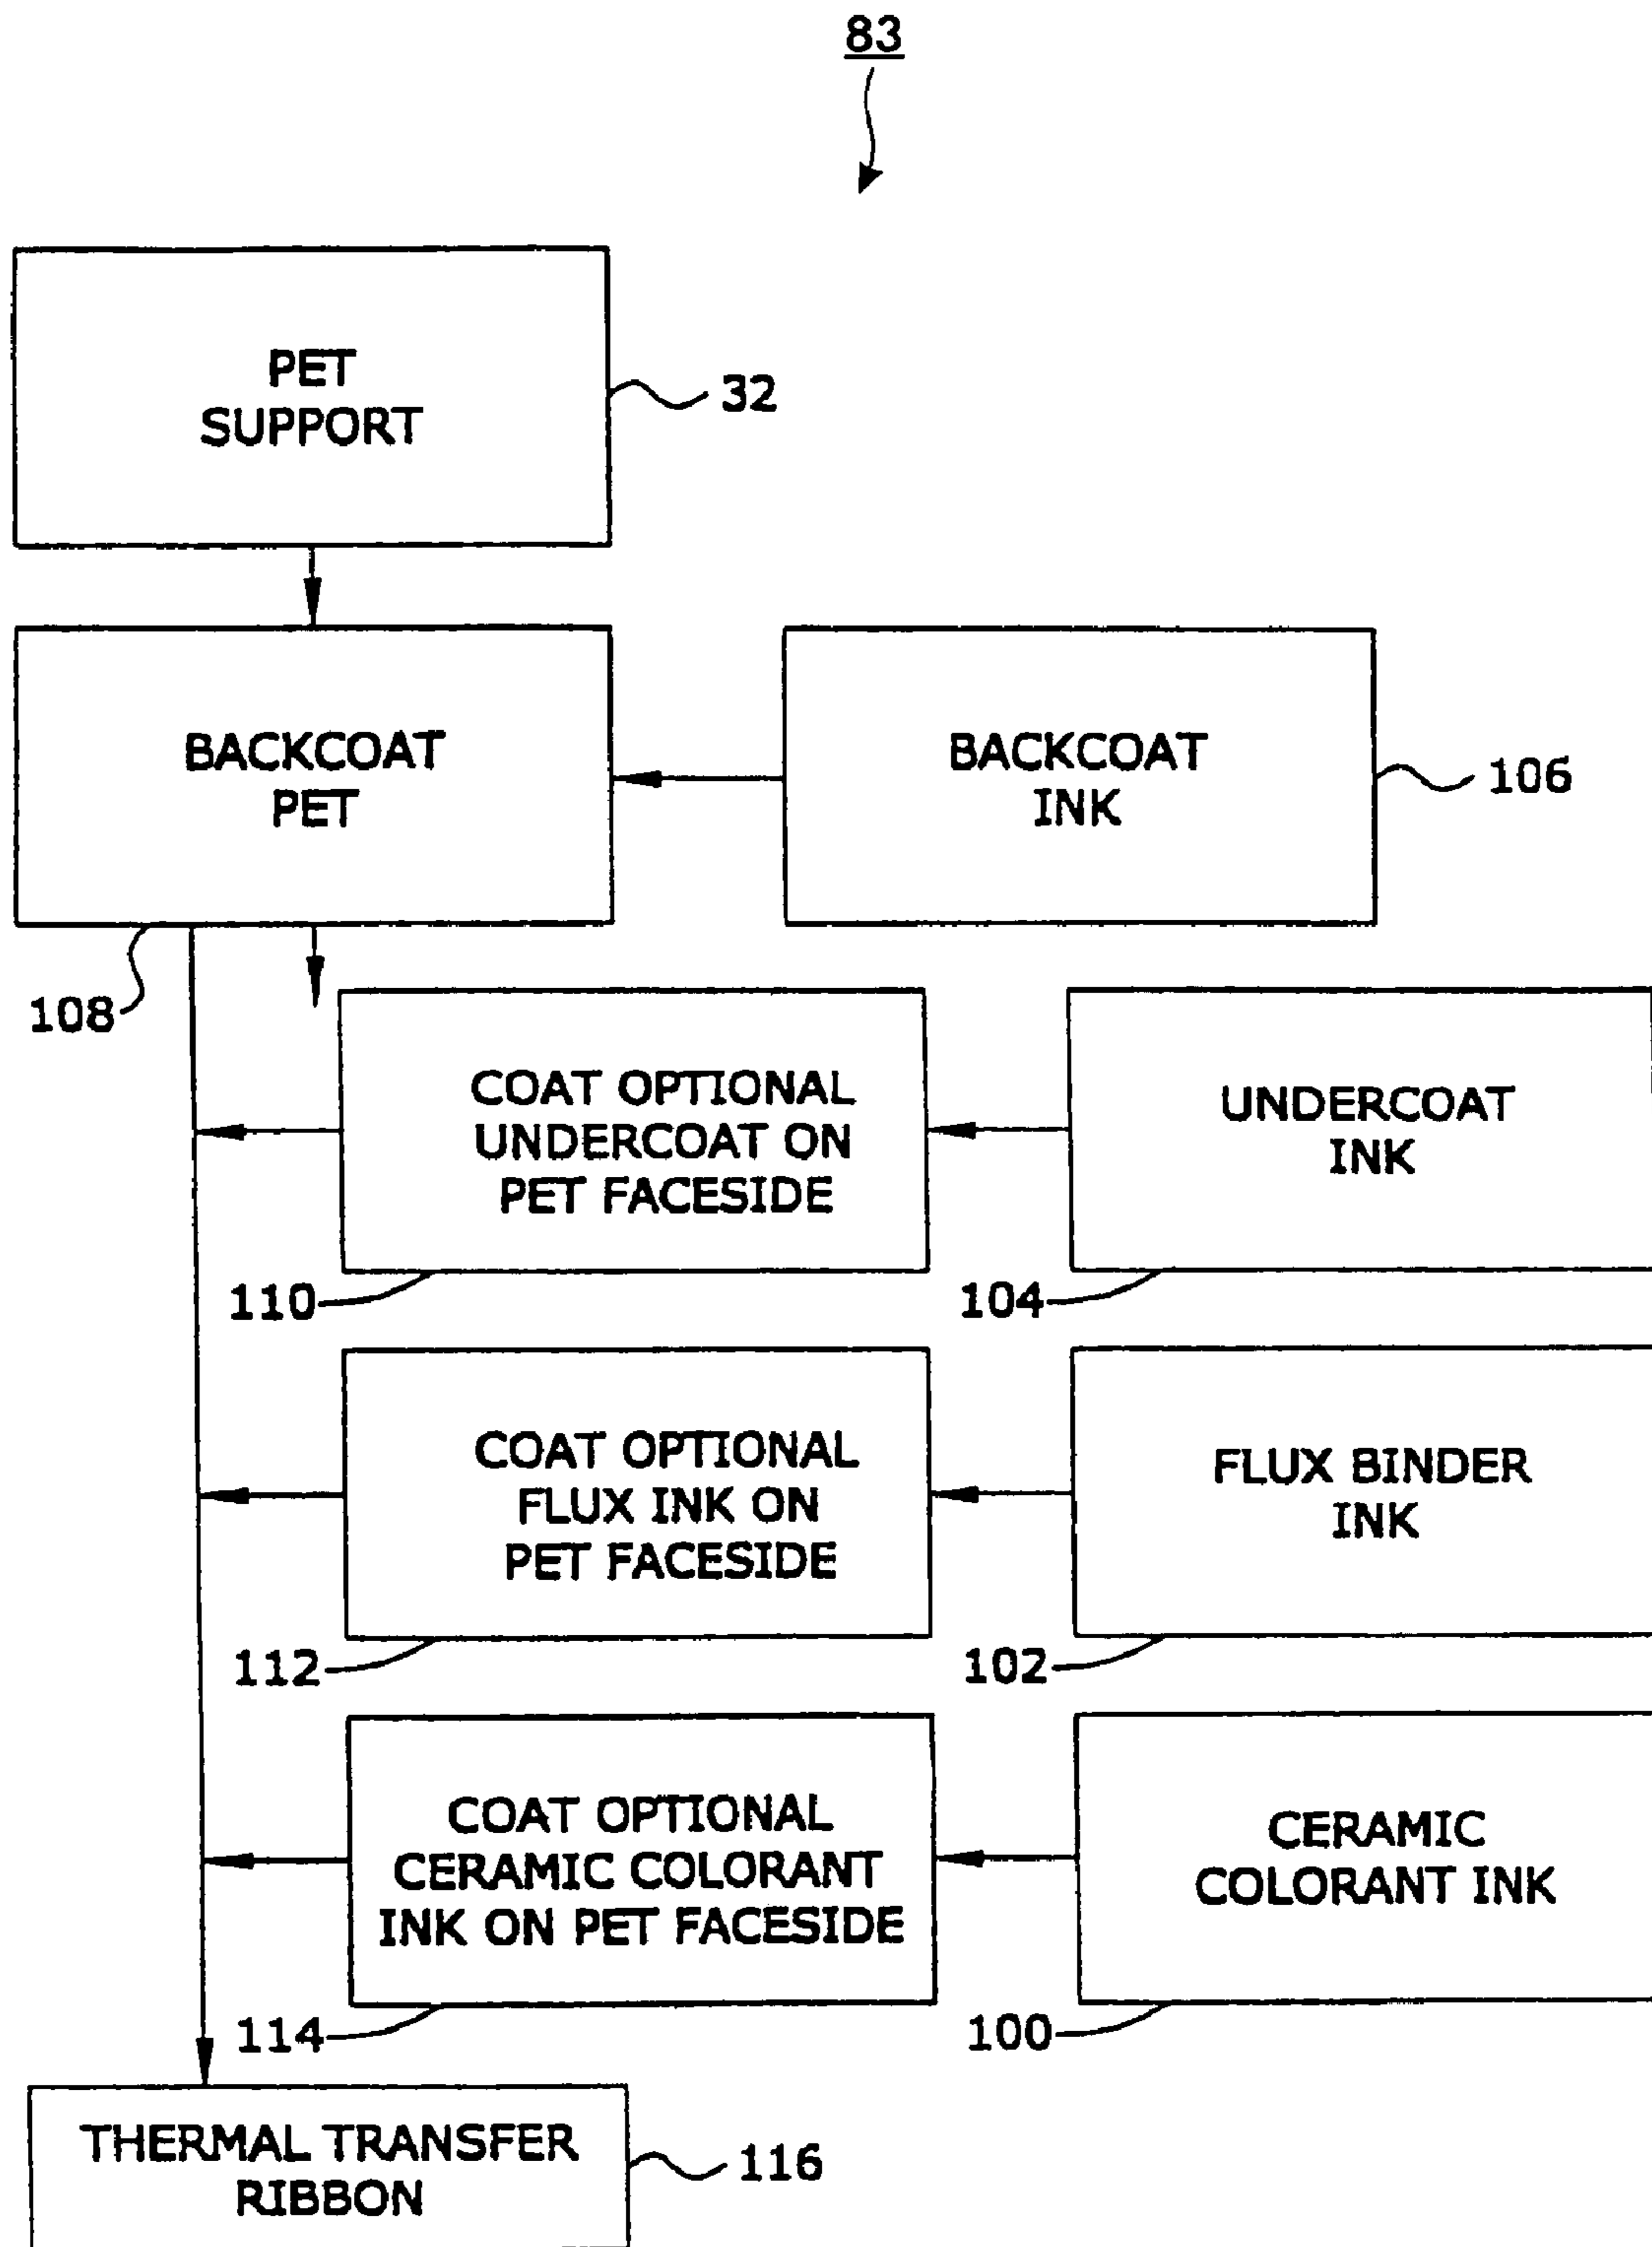 83
PET
SUPPORT
32
BACKCOAT
PET
BACKCOAT
INK
106
108
COAT OPTIONAL
UNDERCOAT ON
PET FACESIDE
UNDERCOAT
INK
110
104
COAT OPTIONAL
FLUX INK ON
PET FACESIDE
FLUX BINDER
INK
112
102
COAT OPTIONAL
CERAMIC COLORANT
INK ON PET FACESIDE
CERAMIC
COLORANT INK
114
100
THERMAL TRANSFER
RIBBON
116